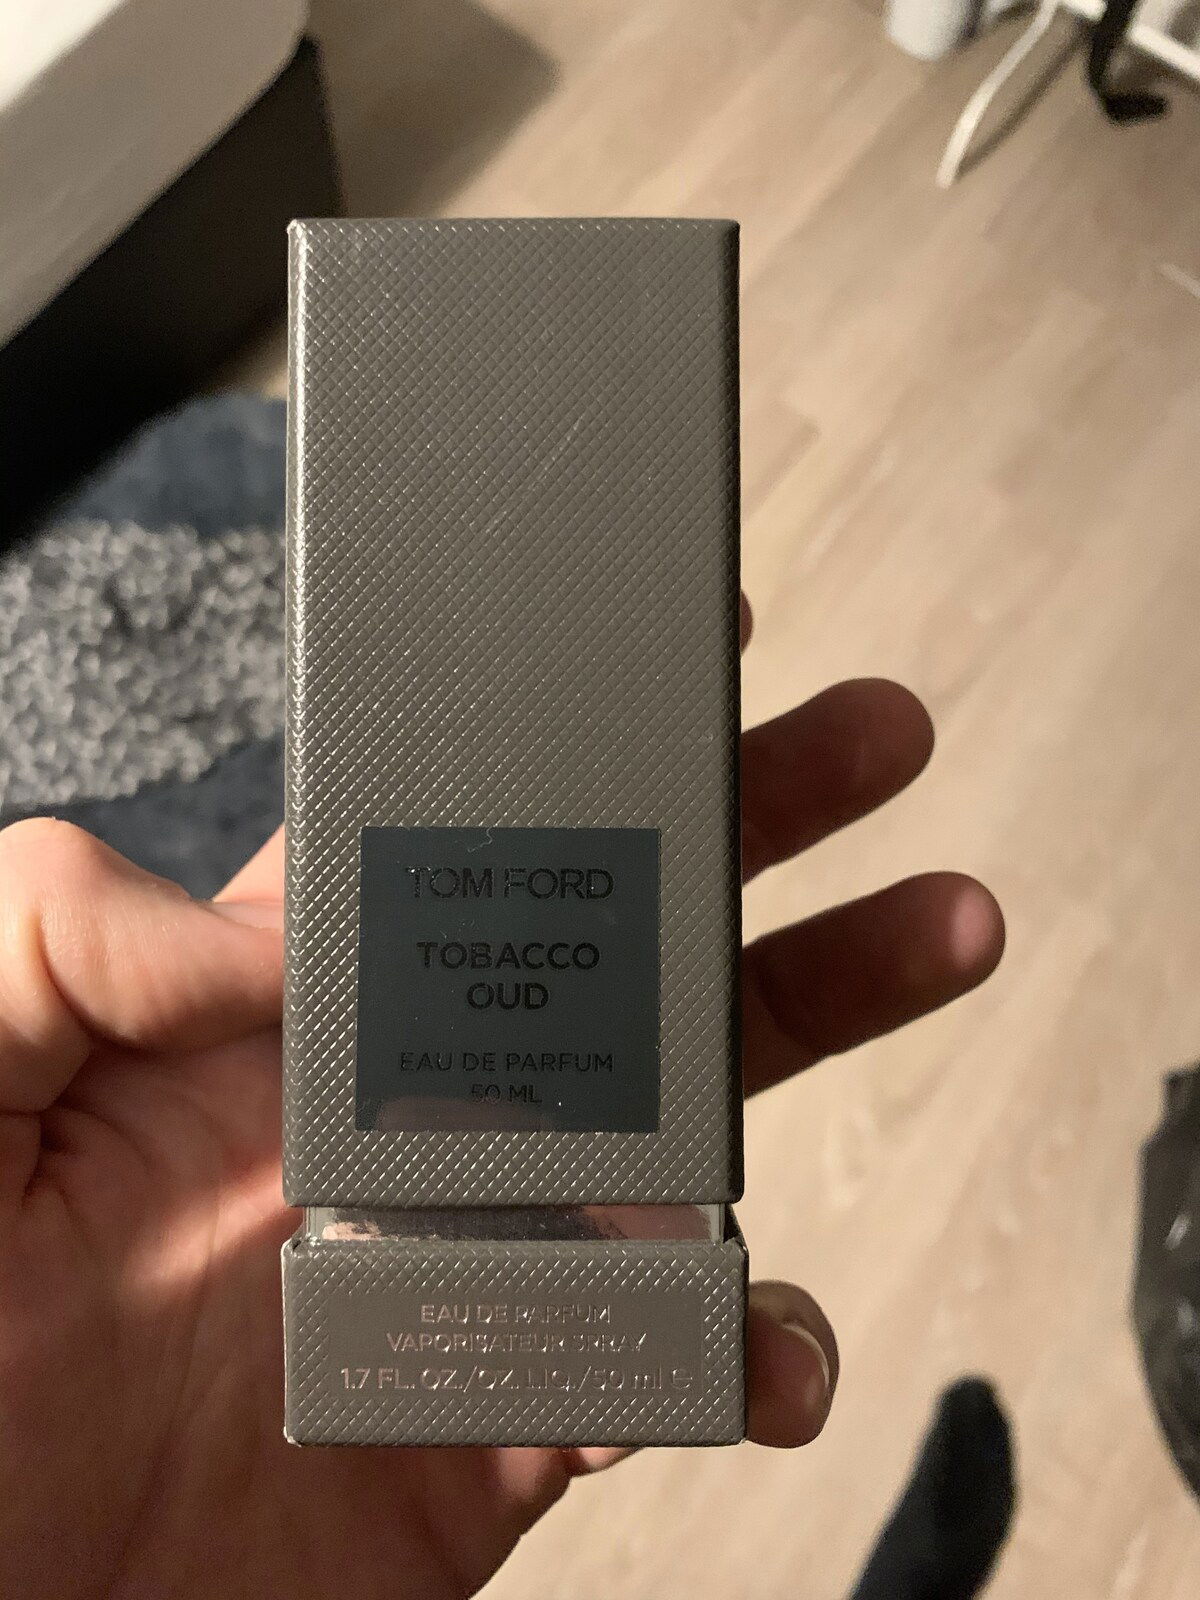 TOM FORD
TOBACCO
OUD
EAU DE PARFUM
50 ML
EAU DE PARFUM
VAPORISATEUR SPRAY
1.7 FL. OZ./OZ. LIQ./50 ml ℮